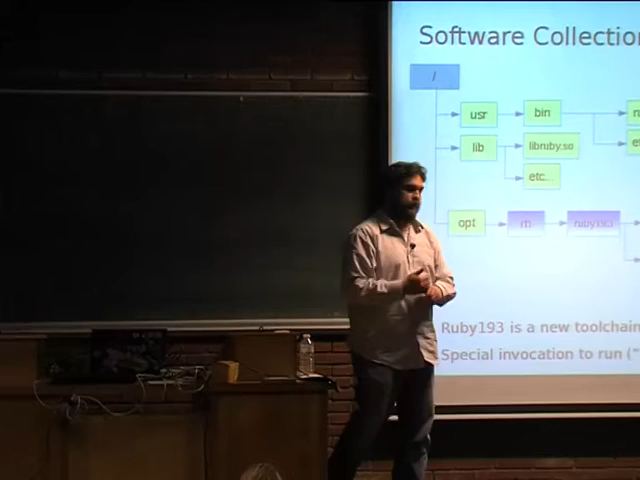 Software Collection
/
usr
bin
lib
libruby.so
etc...
opt
rh
ruby193
Ruby193 is a new toolchain
Special invocation to run ("